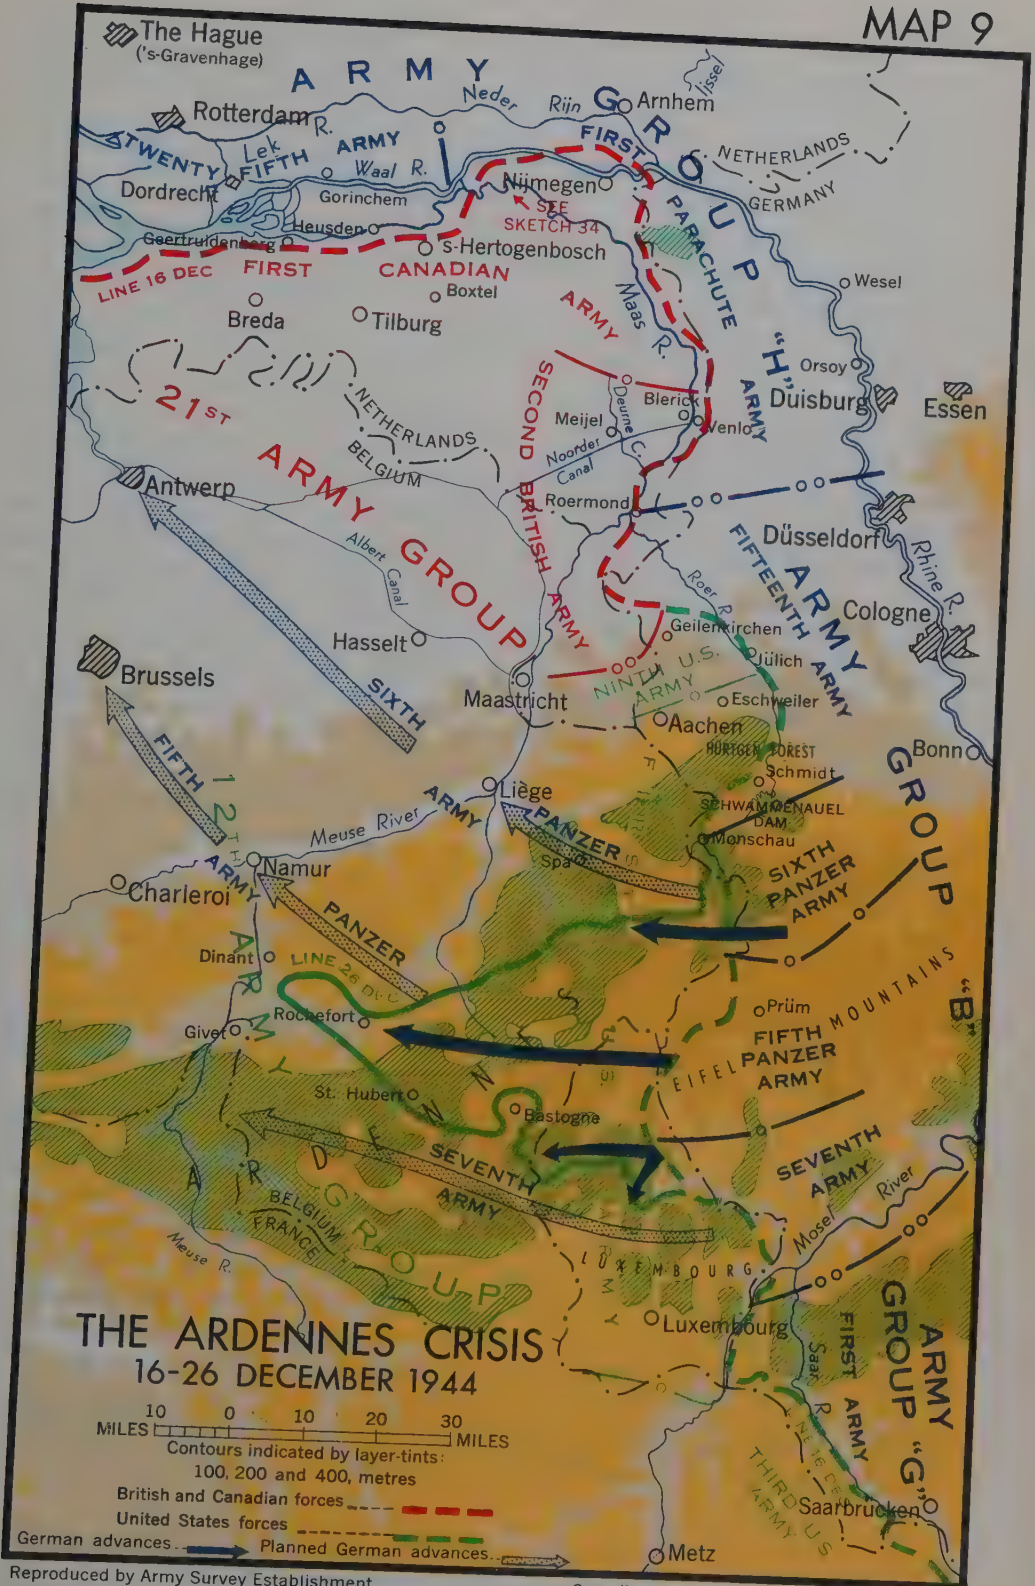 MAP 9
The Hague
('s-Gravenhage)
ARMY GROUP "H"
Rotterdam
Neder Rijn
Ijssel
Arnhem
Lek R.
TWENTY FIFTH ARMY
FIRST PARACHUTE ARMY
NETHERLANDS
GERMANY
Dordrecht
Waal R.
Gorinchem
Nijmegen
SEE
SKETCH 34
Geertruidenberg
Heusden
's-Hertogenbosch
LINE 16 DEC
FIRST CANADIAN ARMY
Boxtel
Breda
Tilburg
Maas R.
Wesel
Orsoy
Duisburg
Essen
21ST ARMY GROUP
NETHERLANDS
BELGIUM
SECOND BRITISH ARMY
Blerick
Deurne C.
Meijel
Venlo
Noorder
Canal
Antwerp
Roermond
Albert Canal
Düsseldorf
FIFTEENTH ARMY
Rhine R.
Roer R.
Cologne
ARMY GROUP "B"
Hasselt
Geilenkirchen
Jülich
Brussels
NINTH U.S.
ARMY
Maastricht
Eschweiler
Aachen
SIXTH PANZER ARMY
HÜRTGEN FOREST
Bonn
Schmidt
FIFTH PANZER ARMY
12TH ARMY GROUP
Liège
SCHWAMMENAUEL
DAM
Meuse River
Monschau
Spa
FIRST U.S. ARMY
Namur
SIXTH
PANZER
ARMY
Charleroi
Dinant
LINE 26 DEC
Rochefort
Prüm
EIFEL MOUNTAINS
Givet
FIFTH
PANZER
ARMY
St. Hubert
Bastogne
ARDENNES
SEVENTH
ARMY
SEVENTH
ARMY
Mosel River
BELGIUM
FRANCE
Meuse R.
LUXEMBOURG
Luxembourg
Saar R.
FIRST ARMY
ARMY
GROUP "G"
THE ARDENNES CRISIS
16-26 DECEMBER 1944
10 0 10 20 30
MILES MILES
Contours indicated by layer-tints:
100, 200 and 400, metres
British and Canadian forces
United States forces
German advances
Planned German advances
LINE 16 DEC
THIRD U S
ARMY
Saarbrücken
Metz
Reproduced by Army Survey Establishment